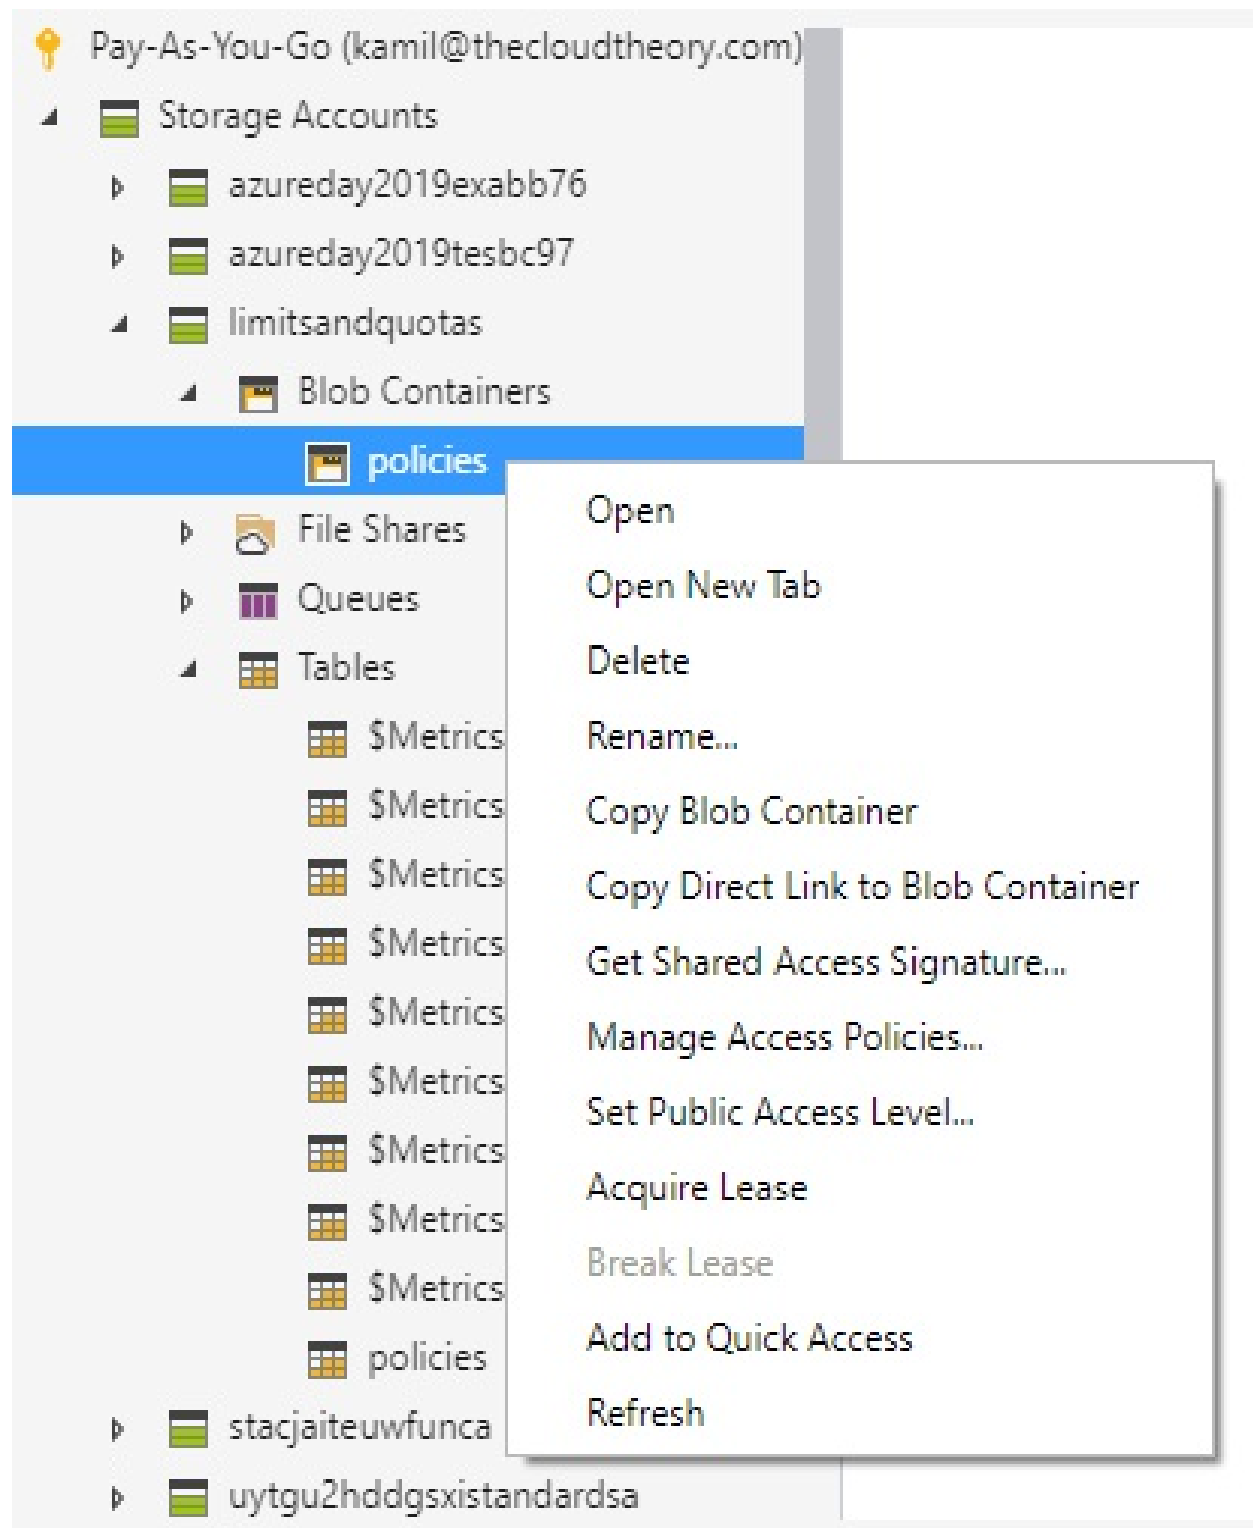 Pay-As-You-Go (kamil@thecloudtheory.com)
Storage Accounts
azureday2019exabb76
azureday2019tesbc97
limitsandquotas
Blob Containers
policies
File Shares
Queues
Tables
$Metrics
$Metrics
$Metrics
$Metrics
$Metrics
$Metrics
$Metrics
$Metrics
$Metrics
policies
stacjaiteuwfunca
uytgu2hddgsxistandardsa
Open
Open New Tab
Delete
Rename...
Copy Blob Container
Copy Direct Link to Blob Container
Get Shared Access Signature...
Manage Access Policies...
Set Public Access Level...
Acquire Lease
Break Lease
Add to Quick Access
Refresh